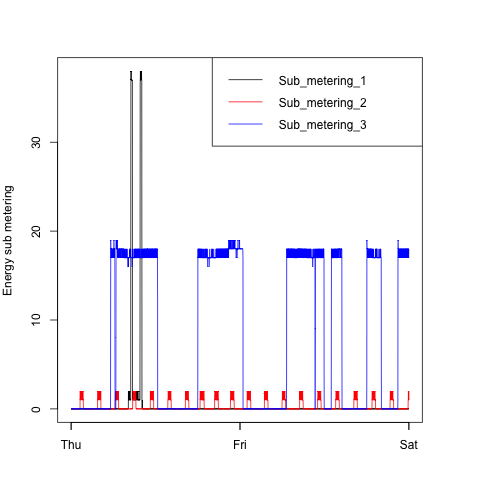 Sub_metering_1
Sub_metering_2
Sub_metering_3
Energy sub metering
30
20
10
0
Thu Fri Sat